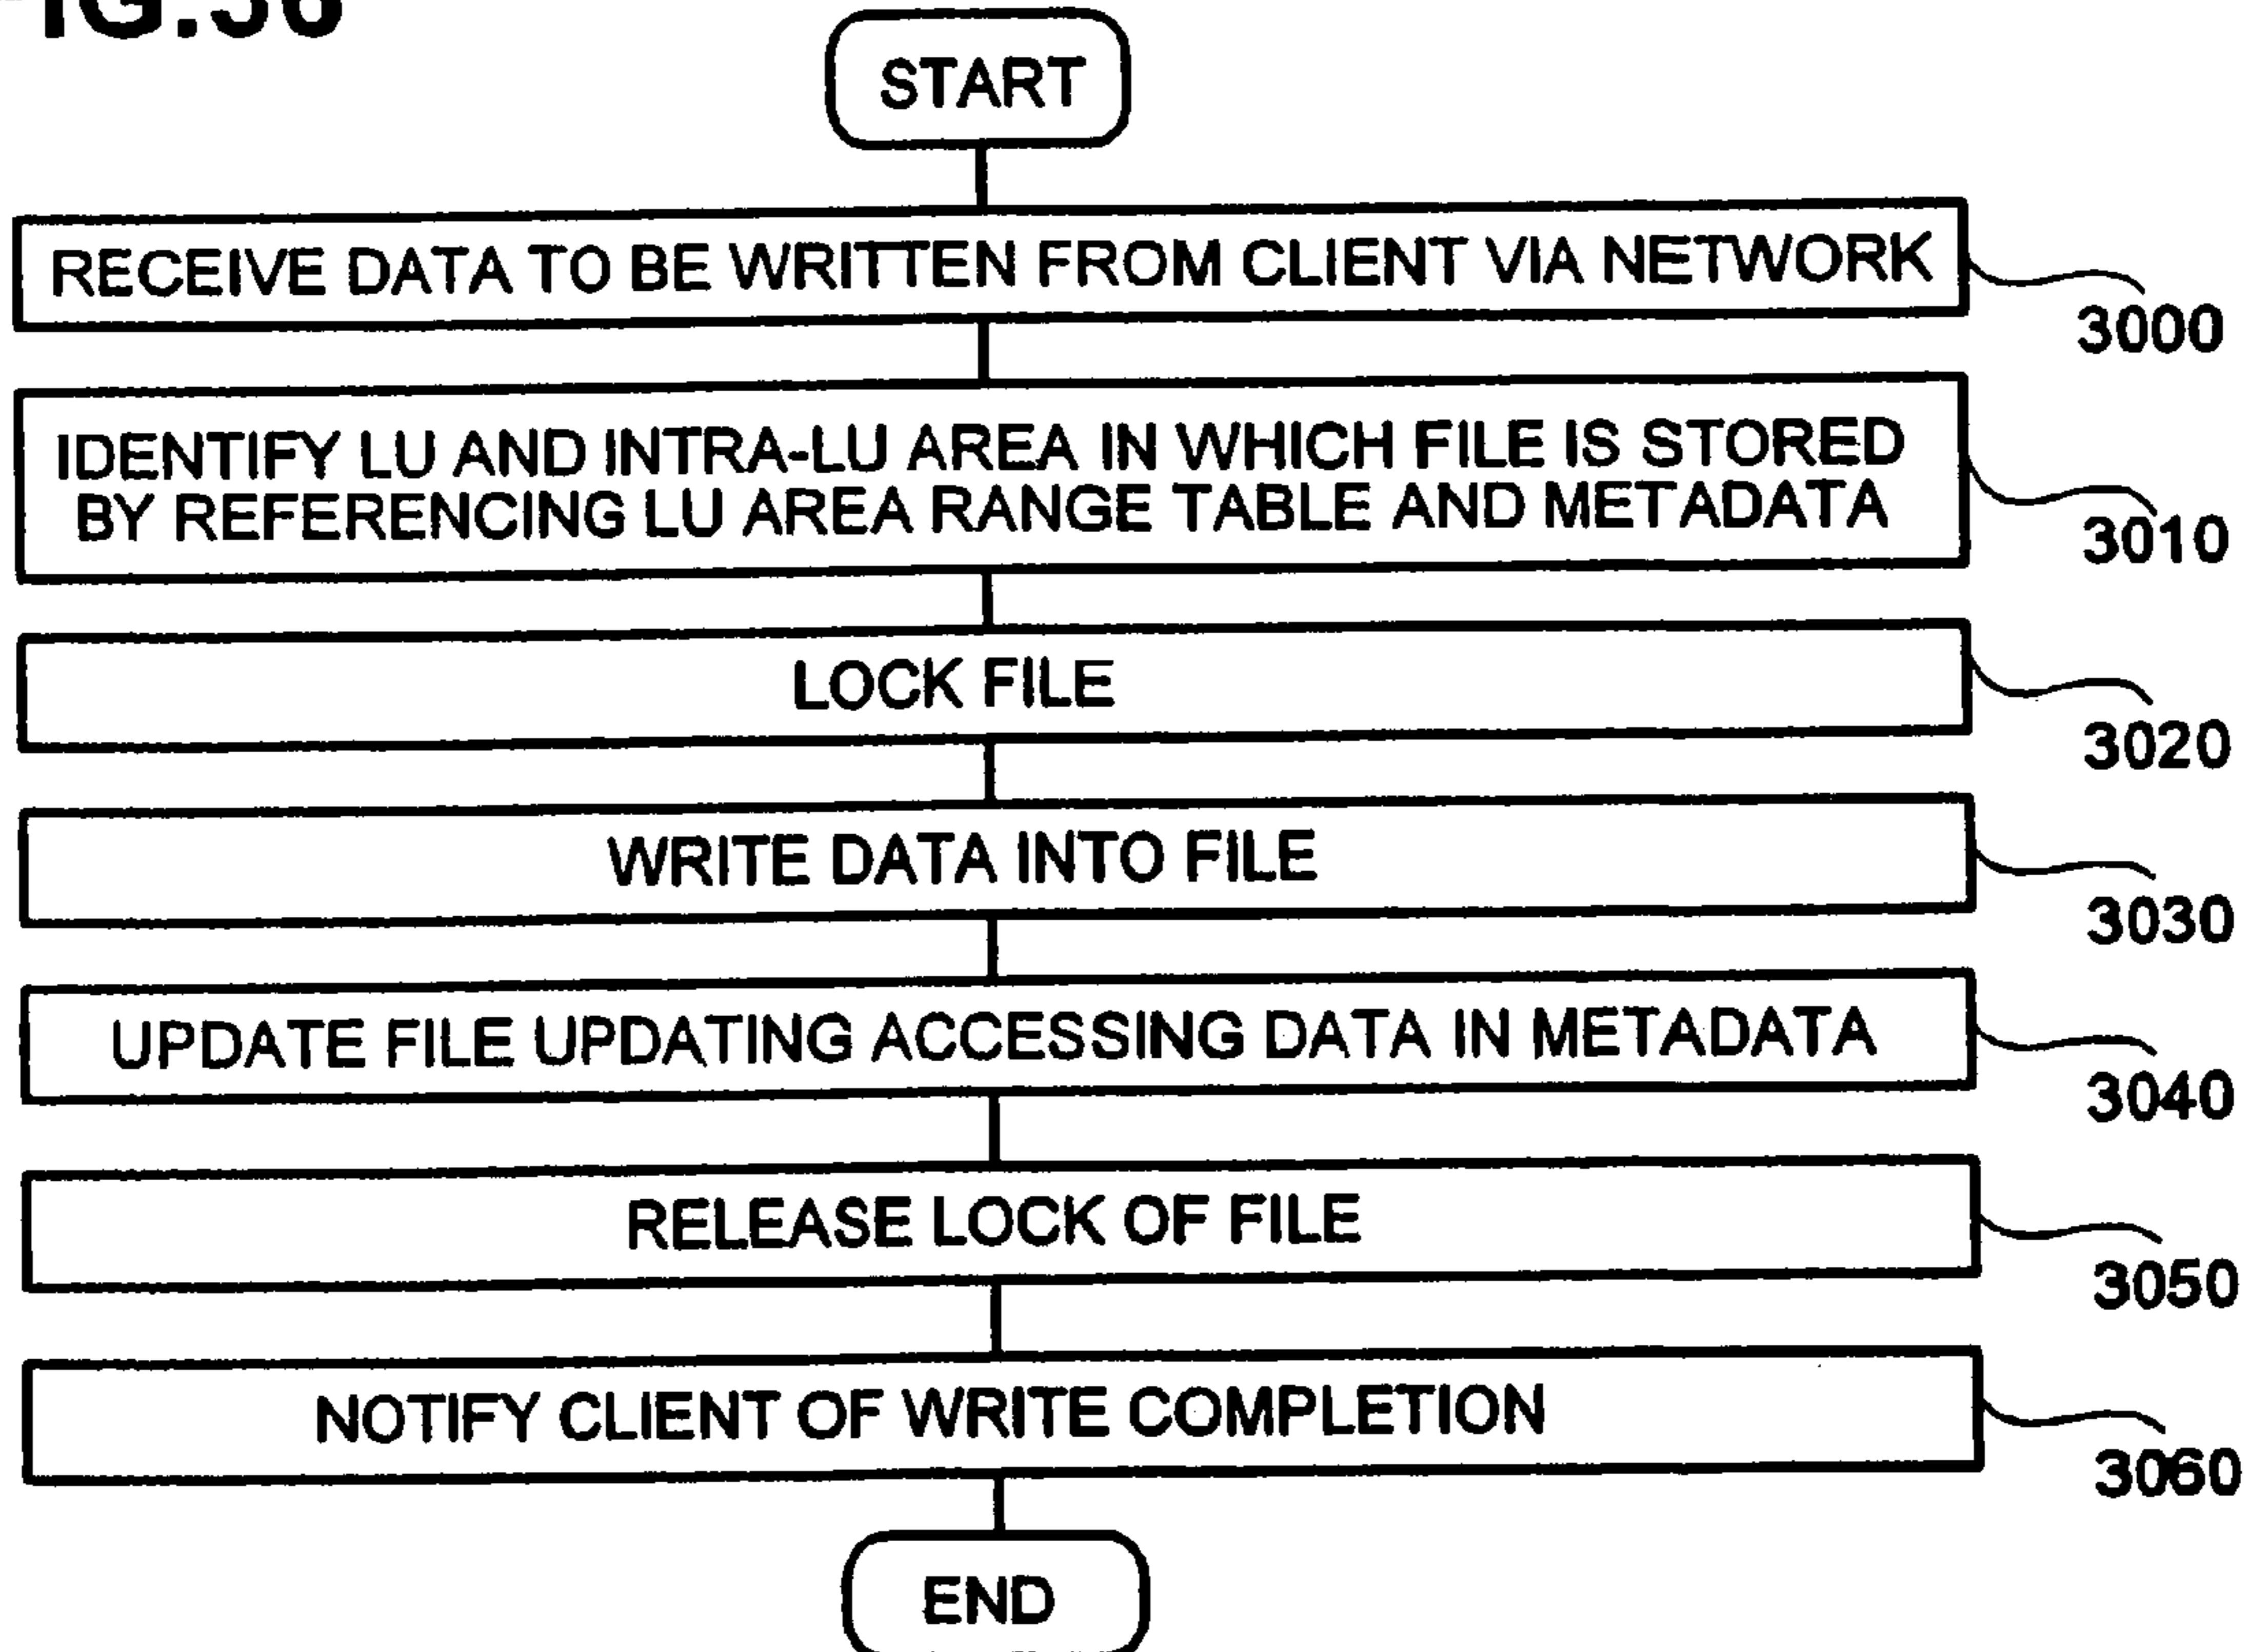 START
RECEIVE DATA TO BE WRITTEN FROM CLIENT VIA NETWORK
3000
IDENTIFY LU AND INTRA-LU AREA IN WHICH FILE IS STORED
BY REFERENCING LU AREA RANGE TABLE AND METADATA
3010
LOCK FILE
3020
WRITE DATA INTO FILE
3030
UPDATE FILE UPDATING ACCESSING DATA IN METADATA
3040
RELEASE LOCK OF FILE
3050
NOTIFY CLIENT OF WRITE COMPLETION
3060
END